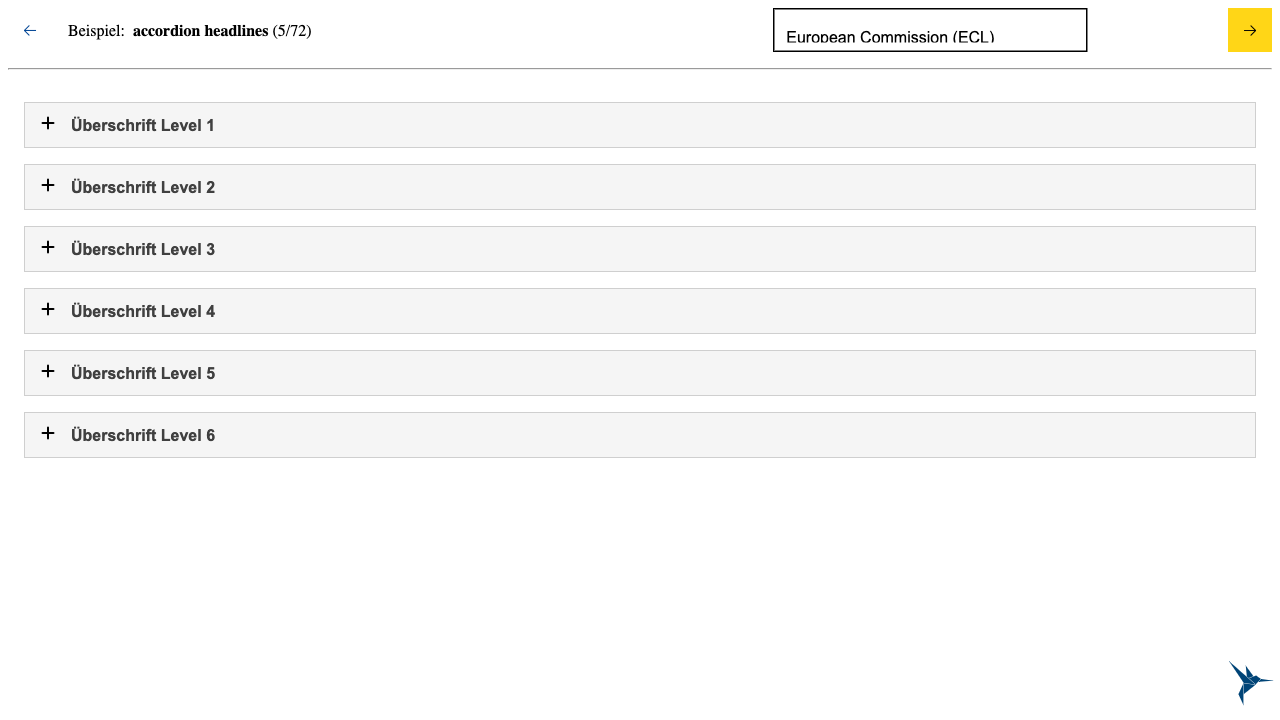 Beispiel: accordion headlines (5/72)
European Commission (ECL)
Überschrift Level 1
Überschrift Level 2
Überschrift Level 3
Überschrift Level 4
Überschrift Level 5
Überschrift Level 6